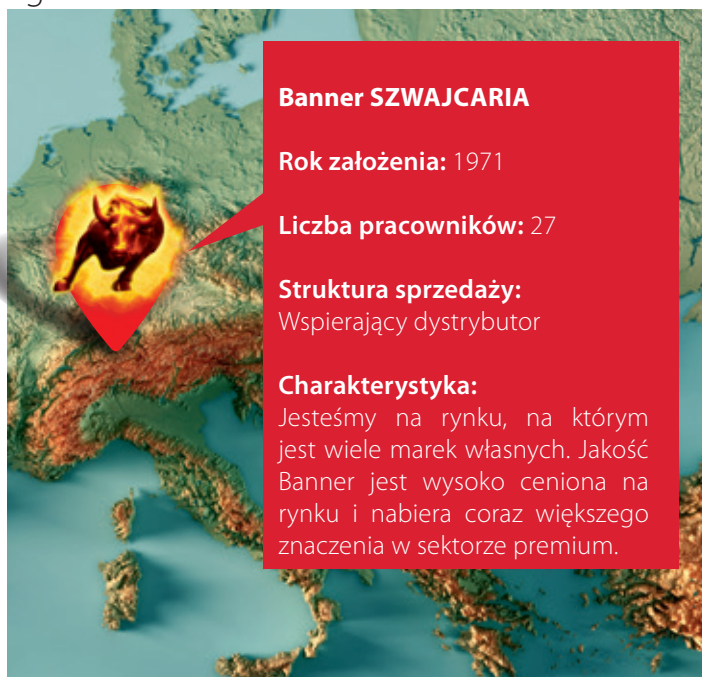 Banner SZWAJCARIA
Rok założenia: 1971
Liczba pracowników: 27
Struktura sprzedaży:
Wspierający dystrybutor
Charakterystyka:
Jesteśmy na rynku, na którym
jest wiele marek własnych. Jakość
Banner jest wysoko ceniona na
rynku i nabiera coraz większego
znaczenia w sektorze premium.